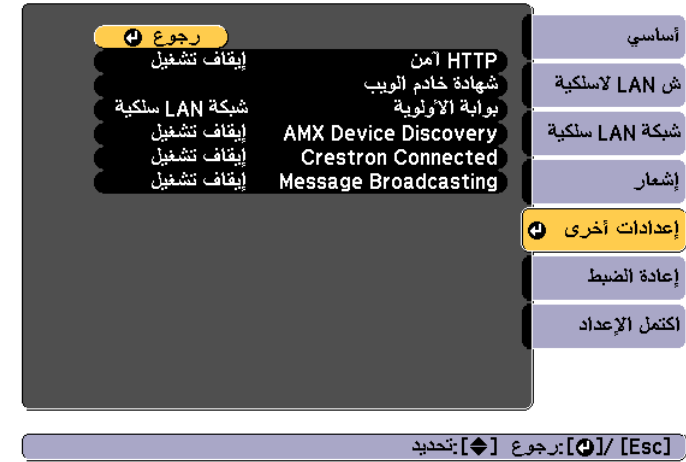 أساسي
ش LAN لاسلكية
شبكة LAN سلكية
إشعار
إعدادات أخرى
إعادة الضبط
اكتمل الإعداد
رجوع
HTTP آمن إيقاف تشغيل
شهادة خادم الويب
بوابة الأولوية شبكة LAN سلكية
AMX Device Discovery إيقاف تشغيل
Crestron Connected إيقاف تشغيل
Message Broadcasting إيقاف تشغيل
[Esc] /[⏎]:رجوع [◆]:تحديد